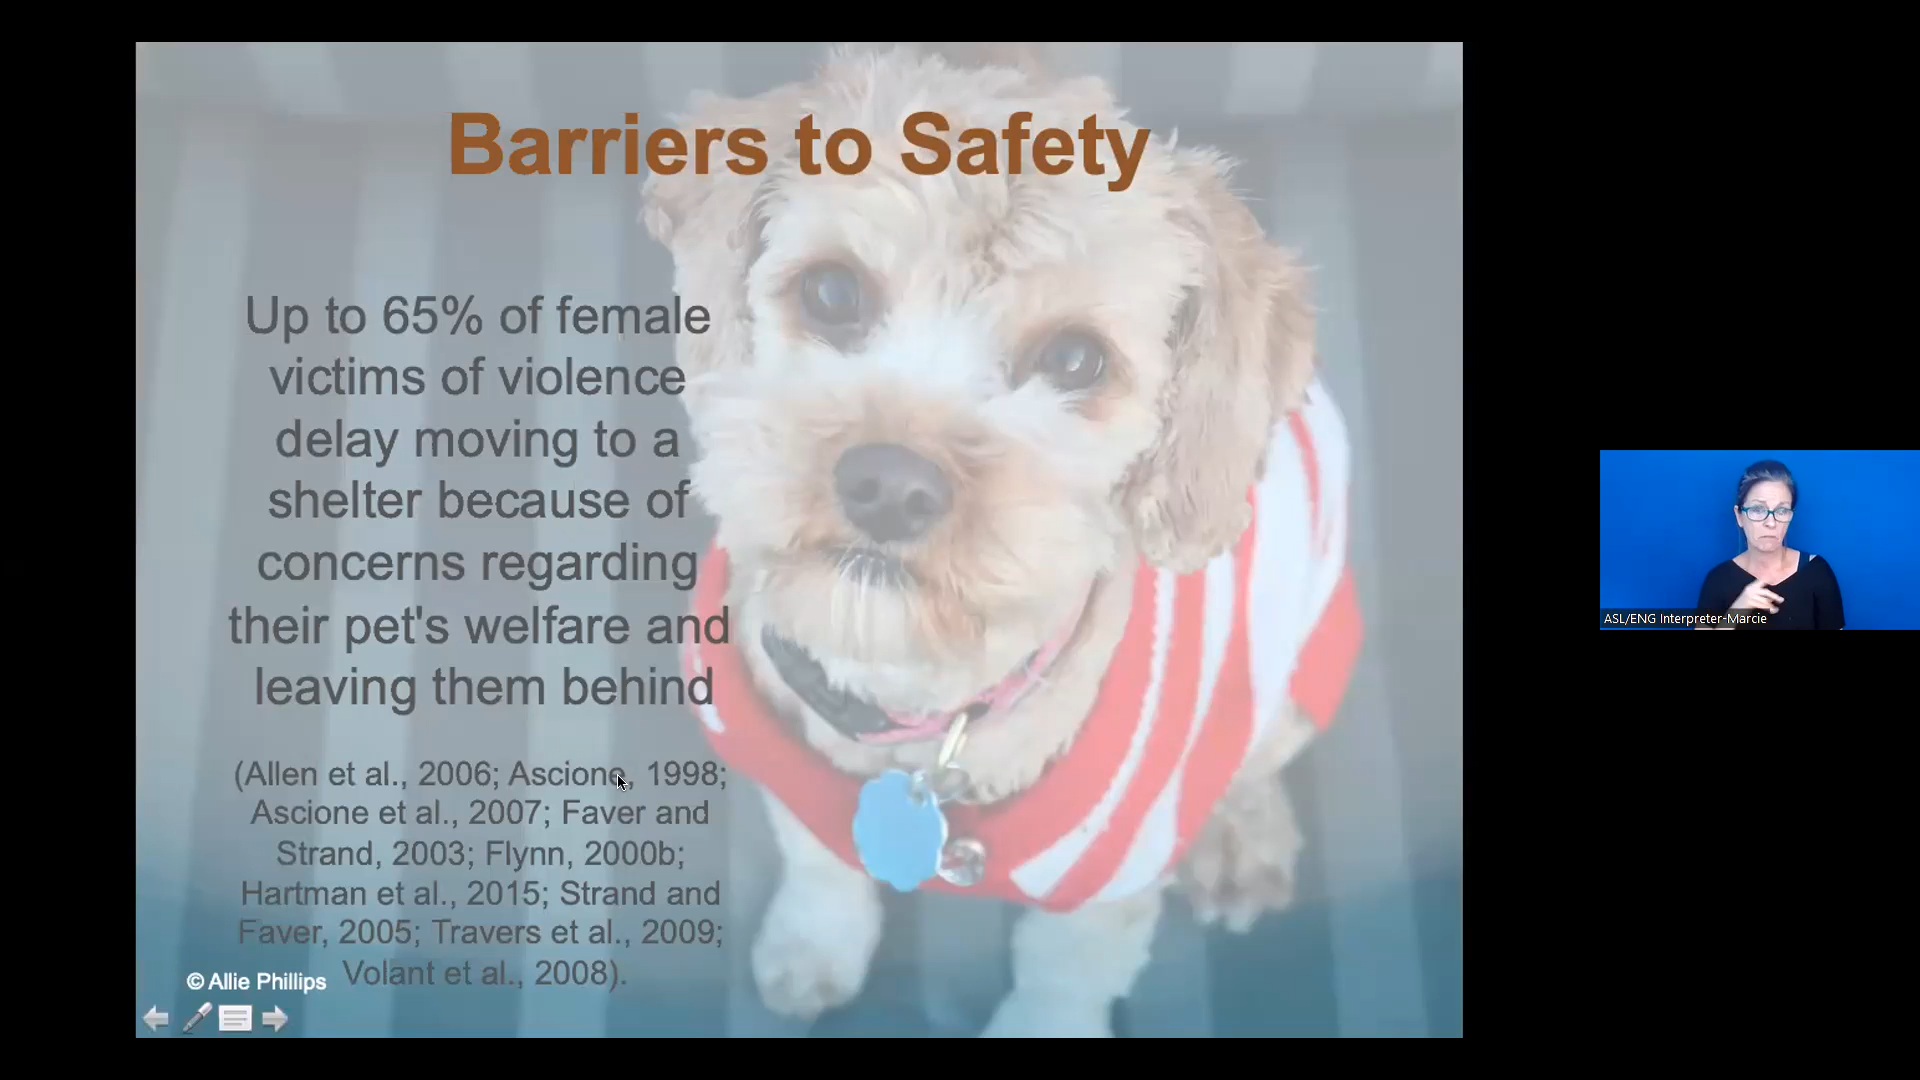 Barriers to Safety
Up to 65% of female
victims of violence
delay moving to a
shelter because of
concerns regarding
their pet's welfare and
leaving them behind
(Allen et al., 2006; Ascione, 1998;
Ascione et al., 2007; Faver and
Strand, 2003; Flynn, 2000b;
Hartman et al., 2015; Strand and
Faver, 2005; Travers et al., 2009;
Volant et al., 2008).
© Allie Phillips
ASL/ENG Interpreter-Marcie